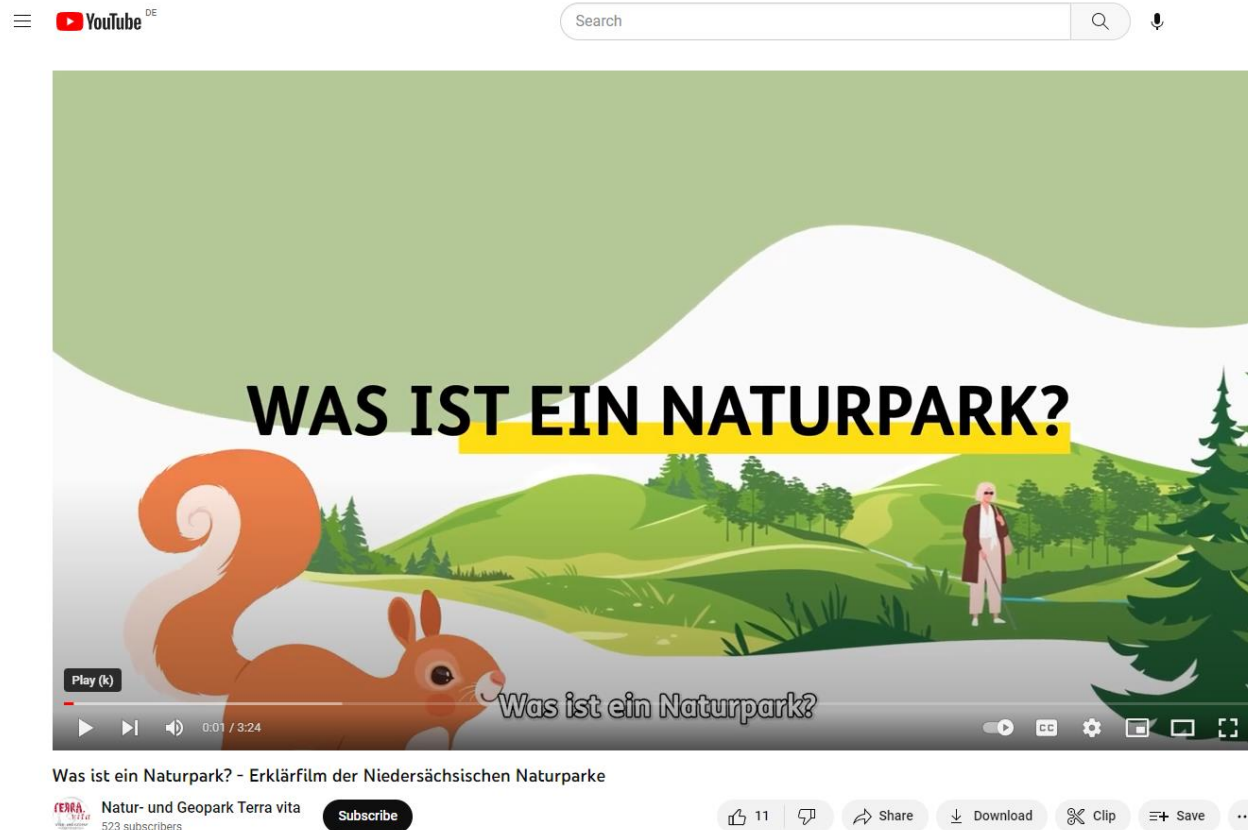 YouTube DE
Search
WAS IST EIN NATURPARK?
Play (k)
Was ist ein Naturpark?
0:01 / 3:24
CC
Was ist ein Naturpark? - Erklärfilm der Niedersächsischen Naturparke
TERRA.
vita
Natur- und Geopark Terra vita
523 subscribers
Subscribe
11
Share
Download
Clip
Save